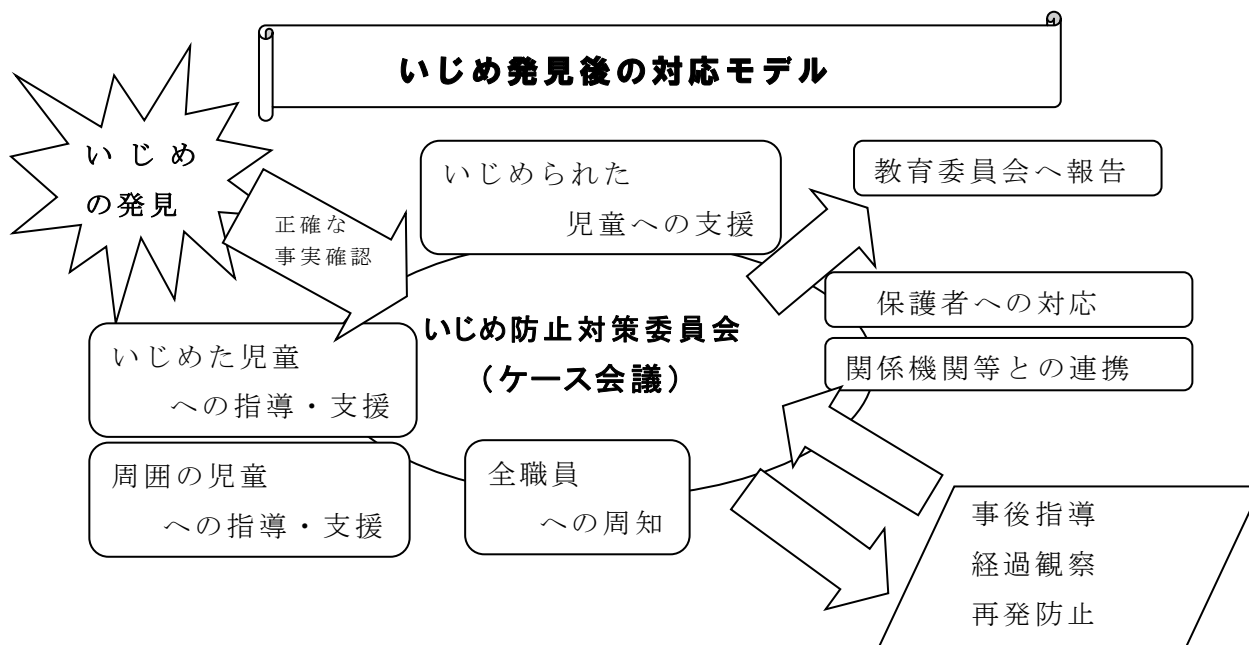 いじめ発見後の対応モデル
いじめ
の発見
正確な
事実確認
いじめられた
児童への支援
教育委員会へ報告
保護者への対応
関係機関等との連携
いじめ防止対策委員会
（ケース会議）
いじめた児童
への指導・支援
周囲の児童
への指導・支援
全職員
への周知
事後指導
経過観察
再発防止